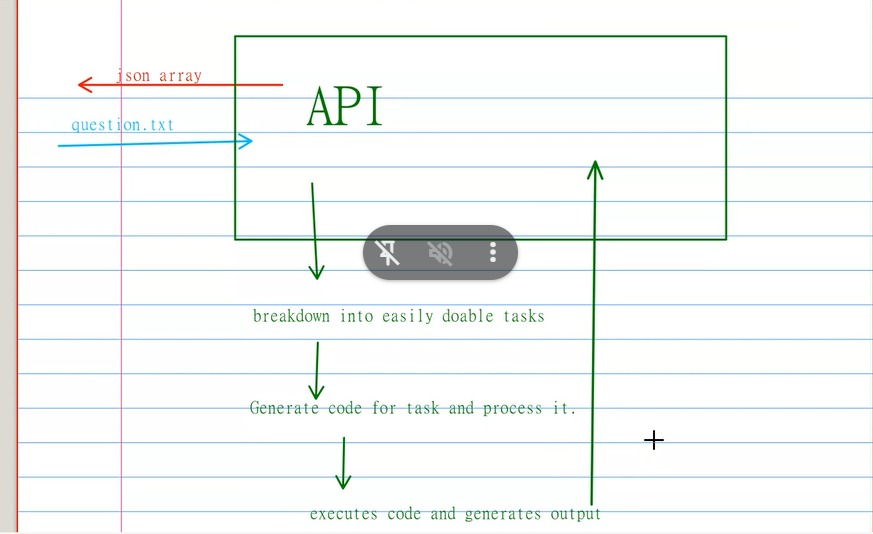 json array
API
question.txt
breakdown into easily doable tasks
Generate code for task and process it.
executes code and generates output